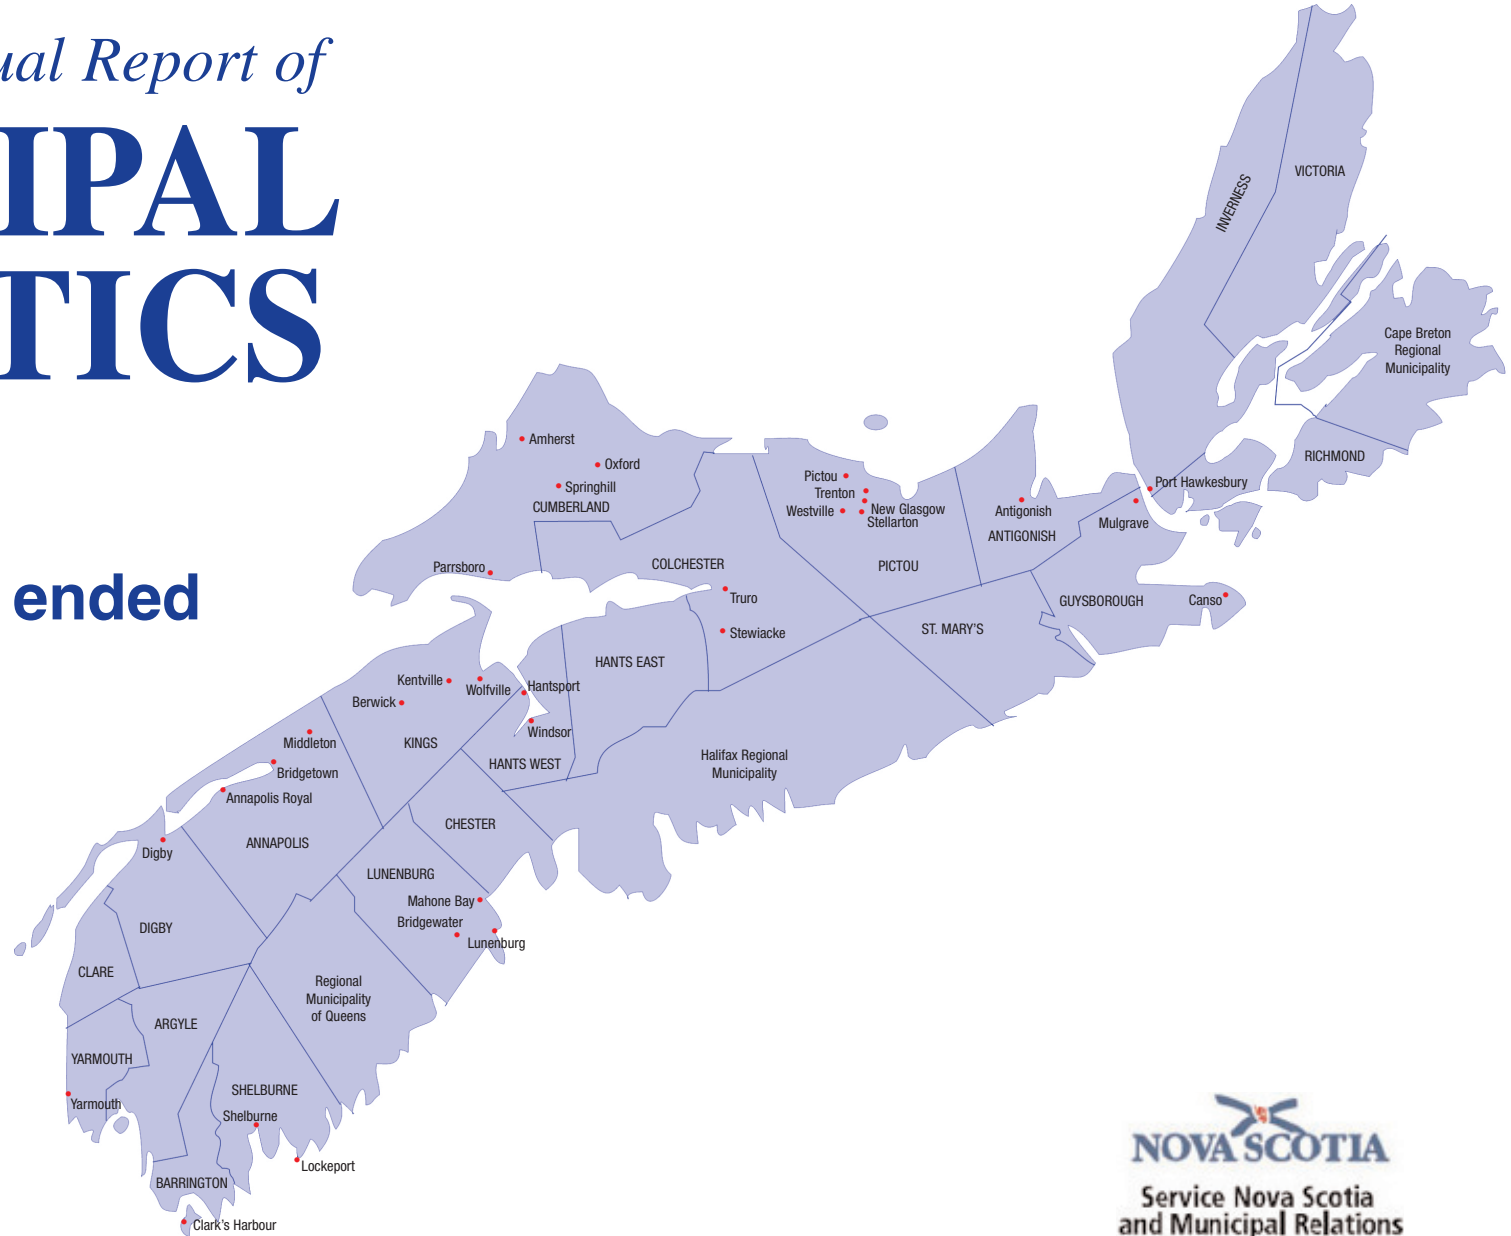 ual Report of
IPAL
TICS
ended
INVERNESS
VICTORIA
Cape Breton
Regional
Municipality
RICHMOND
Port Hawkesbury
Amherst
Oxford
Springhill
CUMBERLAND
Parrsboro
COLCHESTER
Truro
Stewiacke
Pictou
Trenton
Westville
New Glasgow
Stellarton
PICTOU
Antigonish
ANTIGONISH
Mulgrave
GUYSBOROUGH
Canso
ST. MARY'S
HANTS EAST
Kentville
Wolfville
Hantsport
Berwick
Windsor
Middleton
KINGS
HANTS WEST
Halifax Regional
Municipality
Bridgetown
Annapolis Royal
ANNAPOLIS
CHESTER
Digby
LUNENBURG
Mahone Bay
Bridgewater
Lunenburg
DIGBY
CLARE
Regional
Municipality
of Queens
ARGYLE
YARMOUTH
Yarmouth
SHELBURNE
Shelburne
Lockeport
BARRINGTON
Clark's Harbour
NOVA SCOTIA
Service Nova Scotia
and Municipal Relations